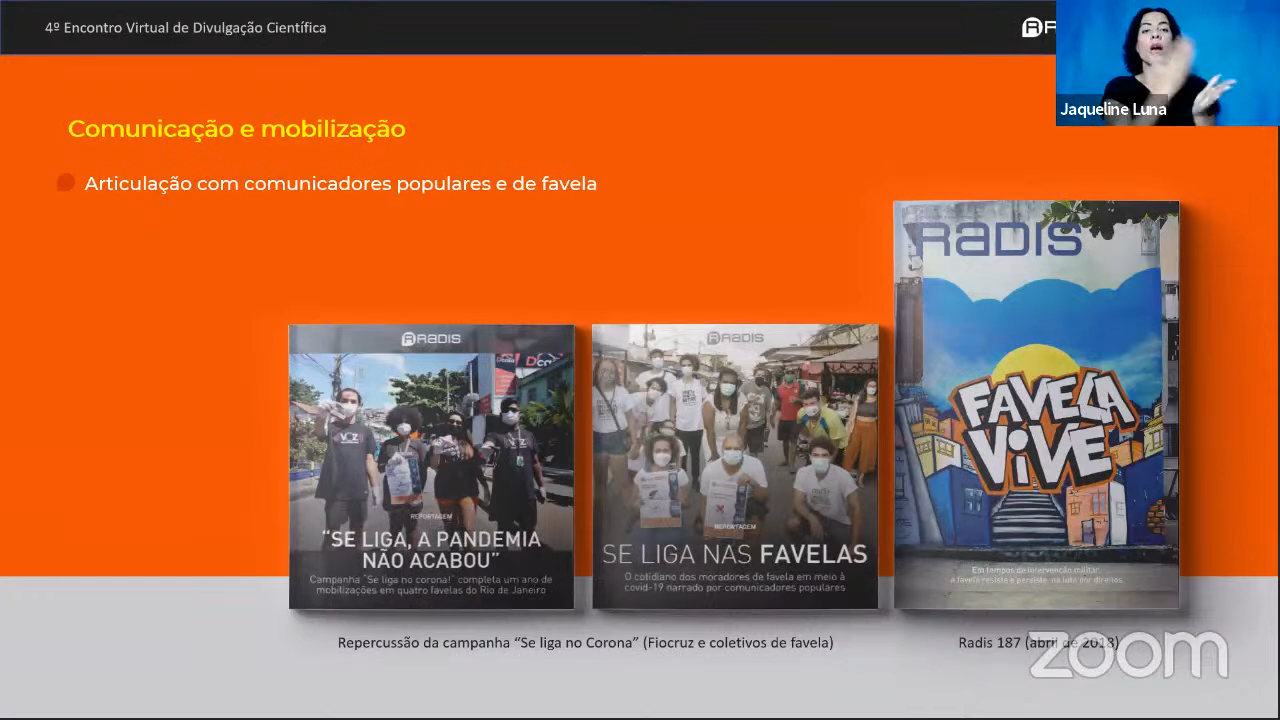 4º Encontro Virtual de Divulgação Científica
Jaqueline Luna
Comunicação e mobilização
Articulação com comunicadores populares e de favela
RADIS
"SE LIGA, A PANDEMIA
NÃO ACABOU"
Campanha "Se liga no corona!" completa um ano de
mobilizações em quatro favelas do Rio de Janeiro
REPORTAGEM
RADIS
REPORTAGEM
SE LIGA NAS FAVELAS
O cotidiano dos moradores de favela em meio à
covid-19 narrado por comunicadores populares
RADIS
FAVELA
ViVE
Em tempos de intervenção militar,
a favela resiste e persiste, na luta por direitos
Repercussão da campanha "Se liga no Corona" (Fiocruz e coletivos de favela)
Radis 187 (abril de 2018)
zoom